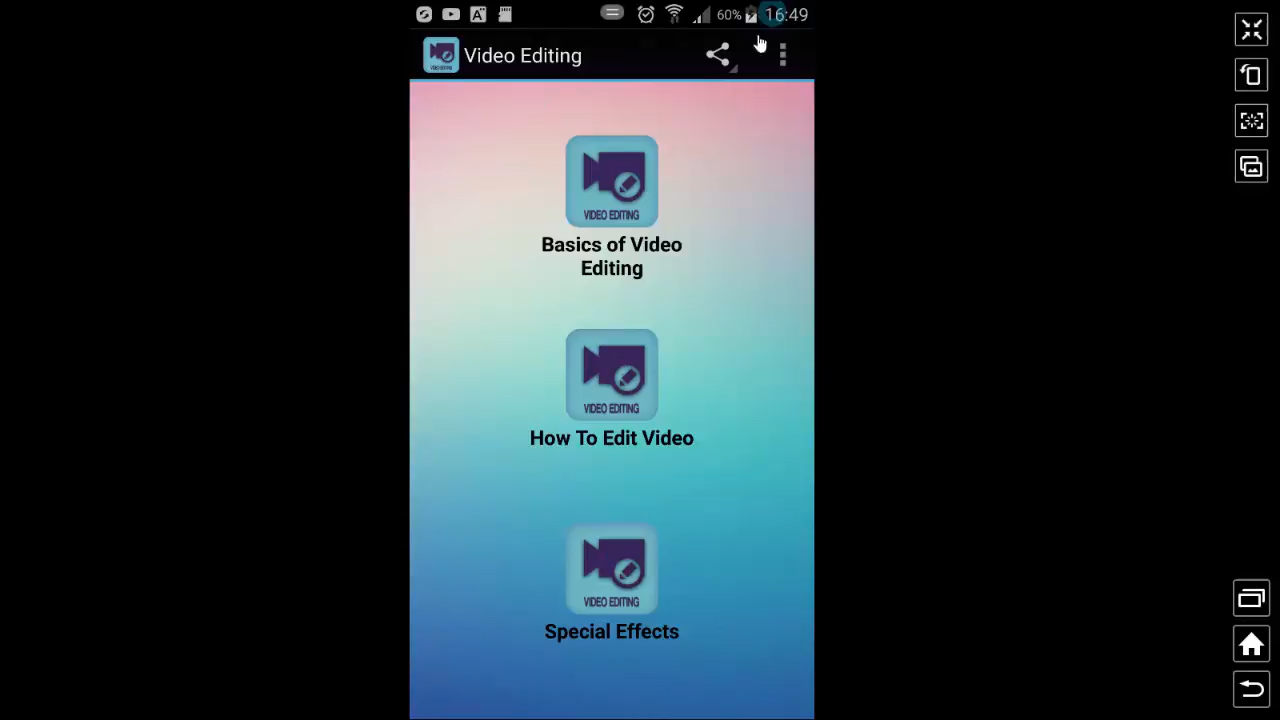 60% 16:49
Video Editing
VIDEO EDITING
Basics of Video
Editing
VIDEO EDITING
How To Edit Video
VIDEO EDITING
Special Effects